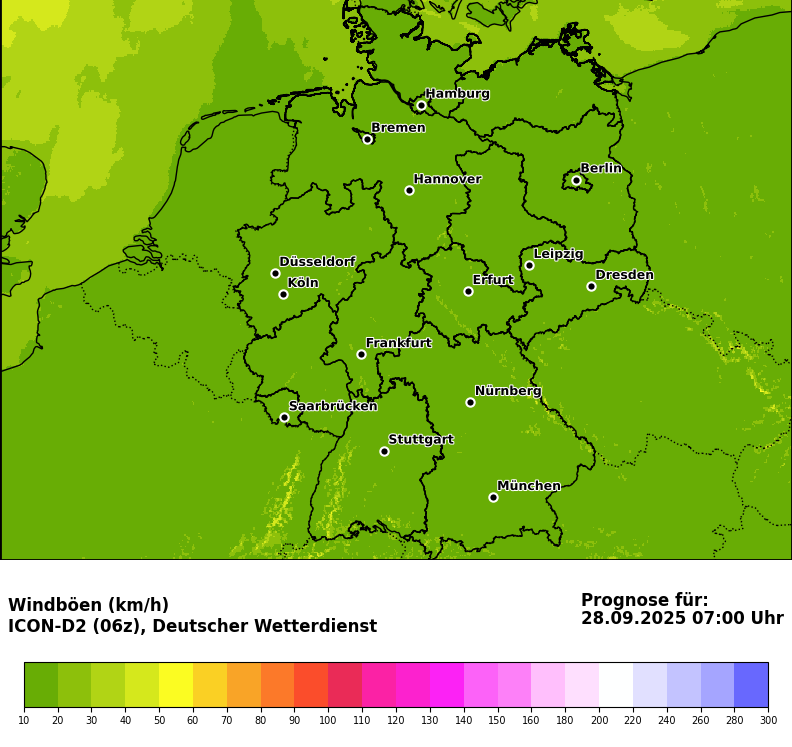 Hamburg
Bremen
Berlin
Hannover
Leipzig
Düsseldorf
Dresden
Köln
Erfurt
Frankfurt
Nürnberg
Saarbrücken
Stuttgart
München
Windböen (km/h)
ICON-D2 (06z), Deutscher Wetterdienst
Prognose für:
28.09.2025 07:00 Uhr
10 20 30 40 50 60 70 80 90 100 110 120 130 140 150 160 180 200 220 240 260 280 300